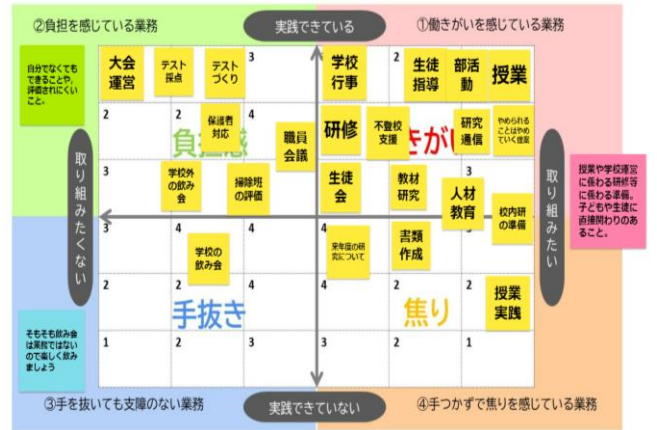 ②負担を感じている業務
実践できている
①働きがいを感じている業務
自分でなくても
できることや、
評価されにくい
こと。
大会
運営
テスト
採点
テスト
づくり
3
学校
行事
2
生徒
指導
部活
動
授業
2
2
保護者
対応
4
職員
会議
研修
不登校
支援
研究
通信
やめられる
ことはやめ
ていく提案
負担感
きがい
取り組みたくない
取り組みたい
3
学校外
の飲み
会
掃除班
の評価
生徒
会
教材
研究
人材
教育
3
校内研
の準備
授業や学校運営
に係わる研修等
に係わる準備。
子どもや生徒に
直接関わりのあ
ること。
3
4
学校の
飲み会
4
来年度の研
究について
書類
作成
2
2
4
4
2
授業
実践
手抜き
焦り
そもそも飲み会
は業務ではない
ので楽しく飲み
ましょう
1
2
3
3
2
1
③手を抜いても支障のない業務
実践できていない
④手つかずで焦りを感じている業務